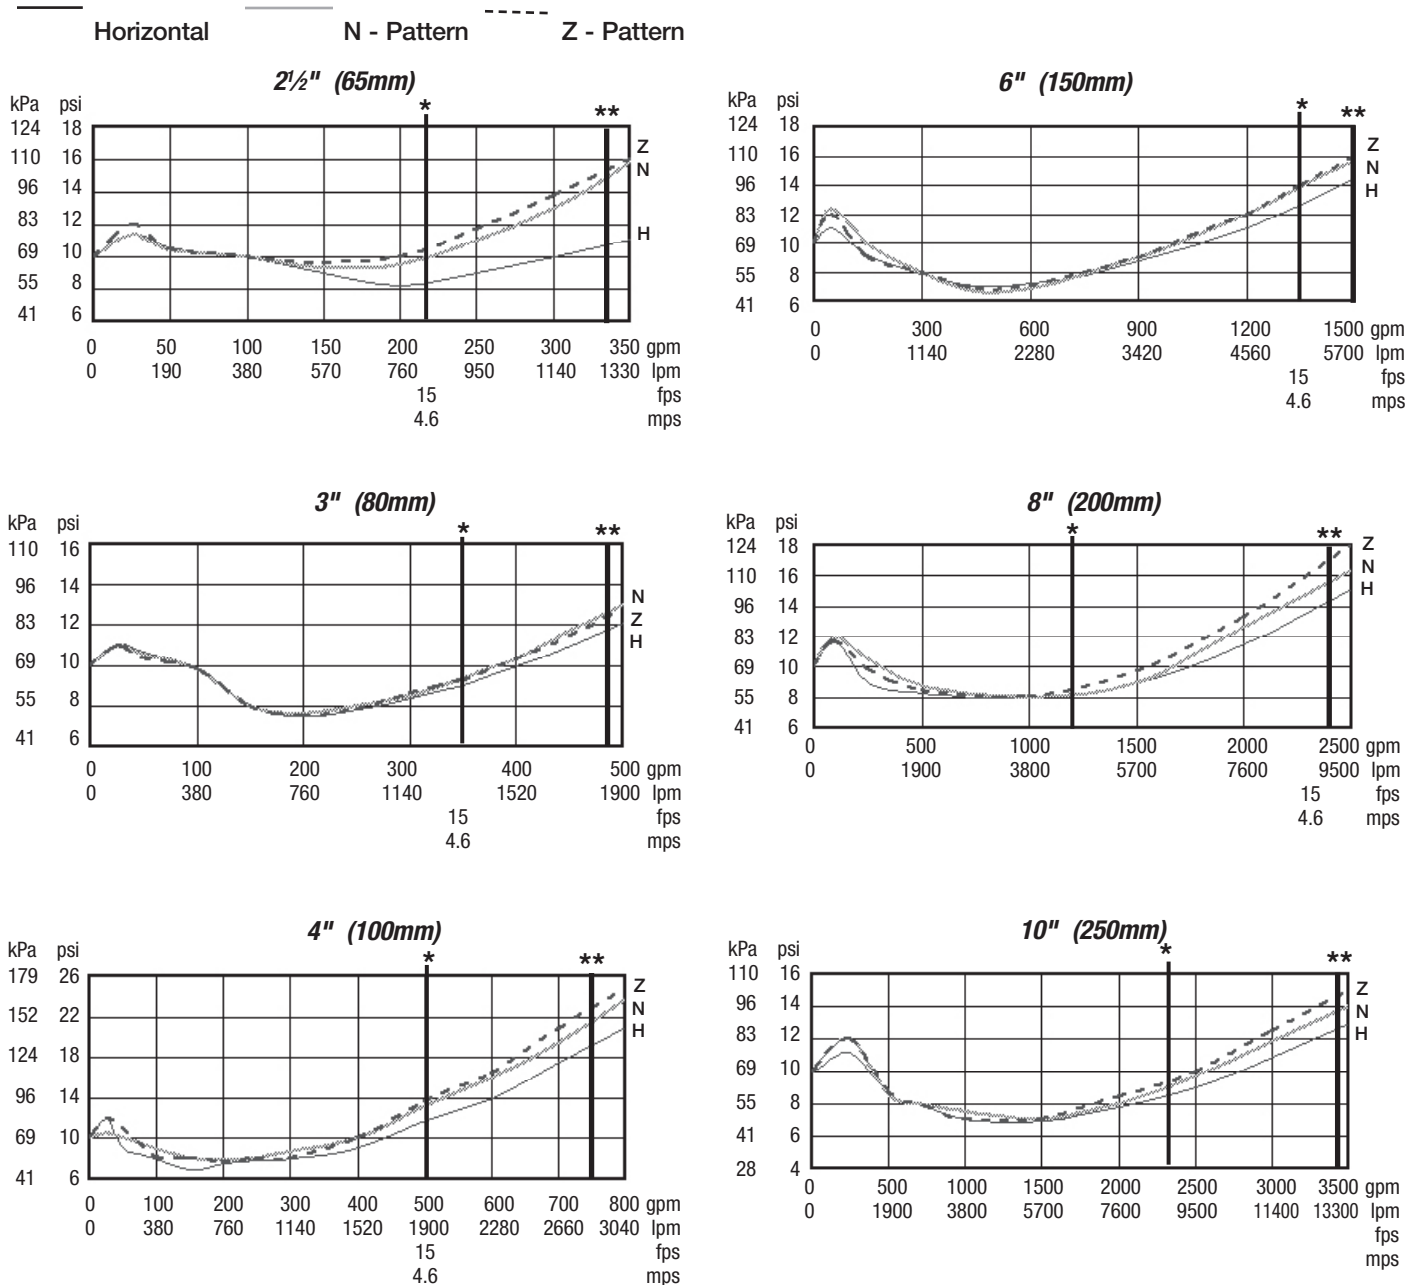 Horizontal N - Pattern Z - Pattern
2½" (65mm)
kPa psi
* **
124 18
110 16
96 14
83 12
69 10
55 8
41 6
Z
N
H
0 50 100 150 200 250 300 350 gpm
0 190 380 570 760 950 1140 1330 lpm
15 fps
4.6 mps
6" (150mm)
kPa psi
* **
124 18
110 16
96 14
83 12
69 10
55 8
41 6
Z
N
H
0 300 600 900 1200 1500 gpm
0 1140 2280 3420 4560 5700 lpm
15 fps
4.6 mps
3" (80mm)
kPa psi
* **
110 16
96 14
83 12
69 10
55 8
41 6
N
Z
H
0 100 200 300 400 500 gpm
0 380 760 1140 1520 1900 lpm
15 fps
4.6 mps
8" (200mm)
kPa psi
* **
124 18
110 16
96 14
83 12
69 10
55 8
41 6
Z
N
H
0 500 1000 1500 2000 2500 gpm
0 1900 3800 5700 7600 9500 lpm
15 fps
4.6 mps
4" (100mm)
kPa psi
* **
179 26
152 22
124 18
96 14
69 10
41 6
Z
N
H
0 100 200 300 400 500 600 700 800 gpm
0 380 760 1140 1520 1900 2280 2660 3040 lpm
15 fps
4.6 mps
10" (250mm)
kPa psi
* **
110 16
96 14
83 12
69 10
55 8
41 6
28 4
Z
N
H
0 500 1000 1500 2000 2500 3000 3500 gpm
0 1900 3800 5700 7600 9500 11400 13300 lpm
fps
mps